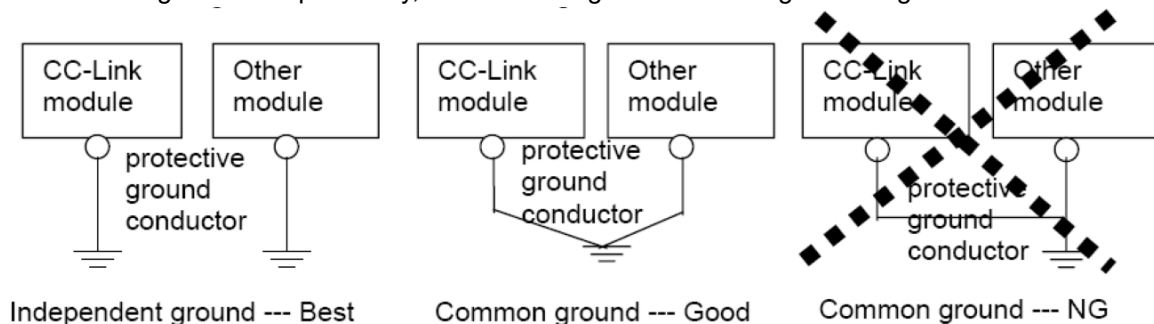 CC-Link
module
Other
module
protective
ground
conductor
Independent ground --- Best
CC-Link
module
Other
module
protective
ground
conductor
Common ground --- Good
CC-Link
module
Other
module
protective
ground
conductor
Common ground --- NG